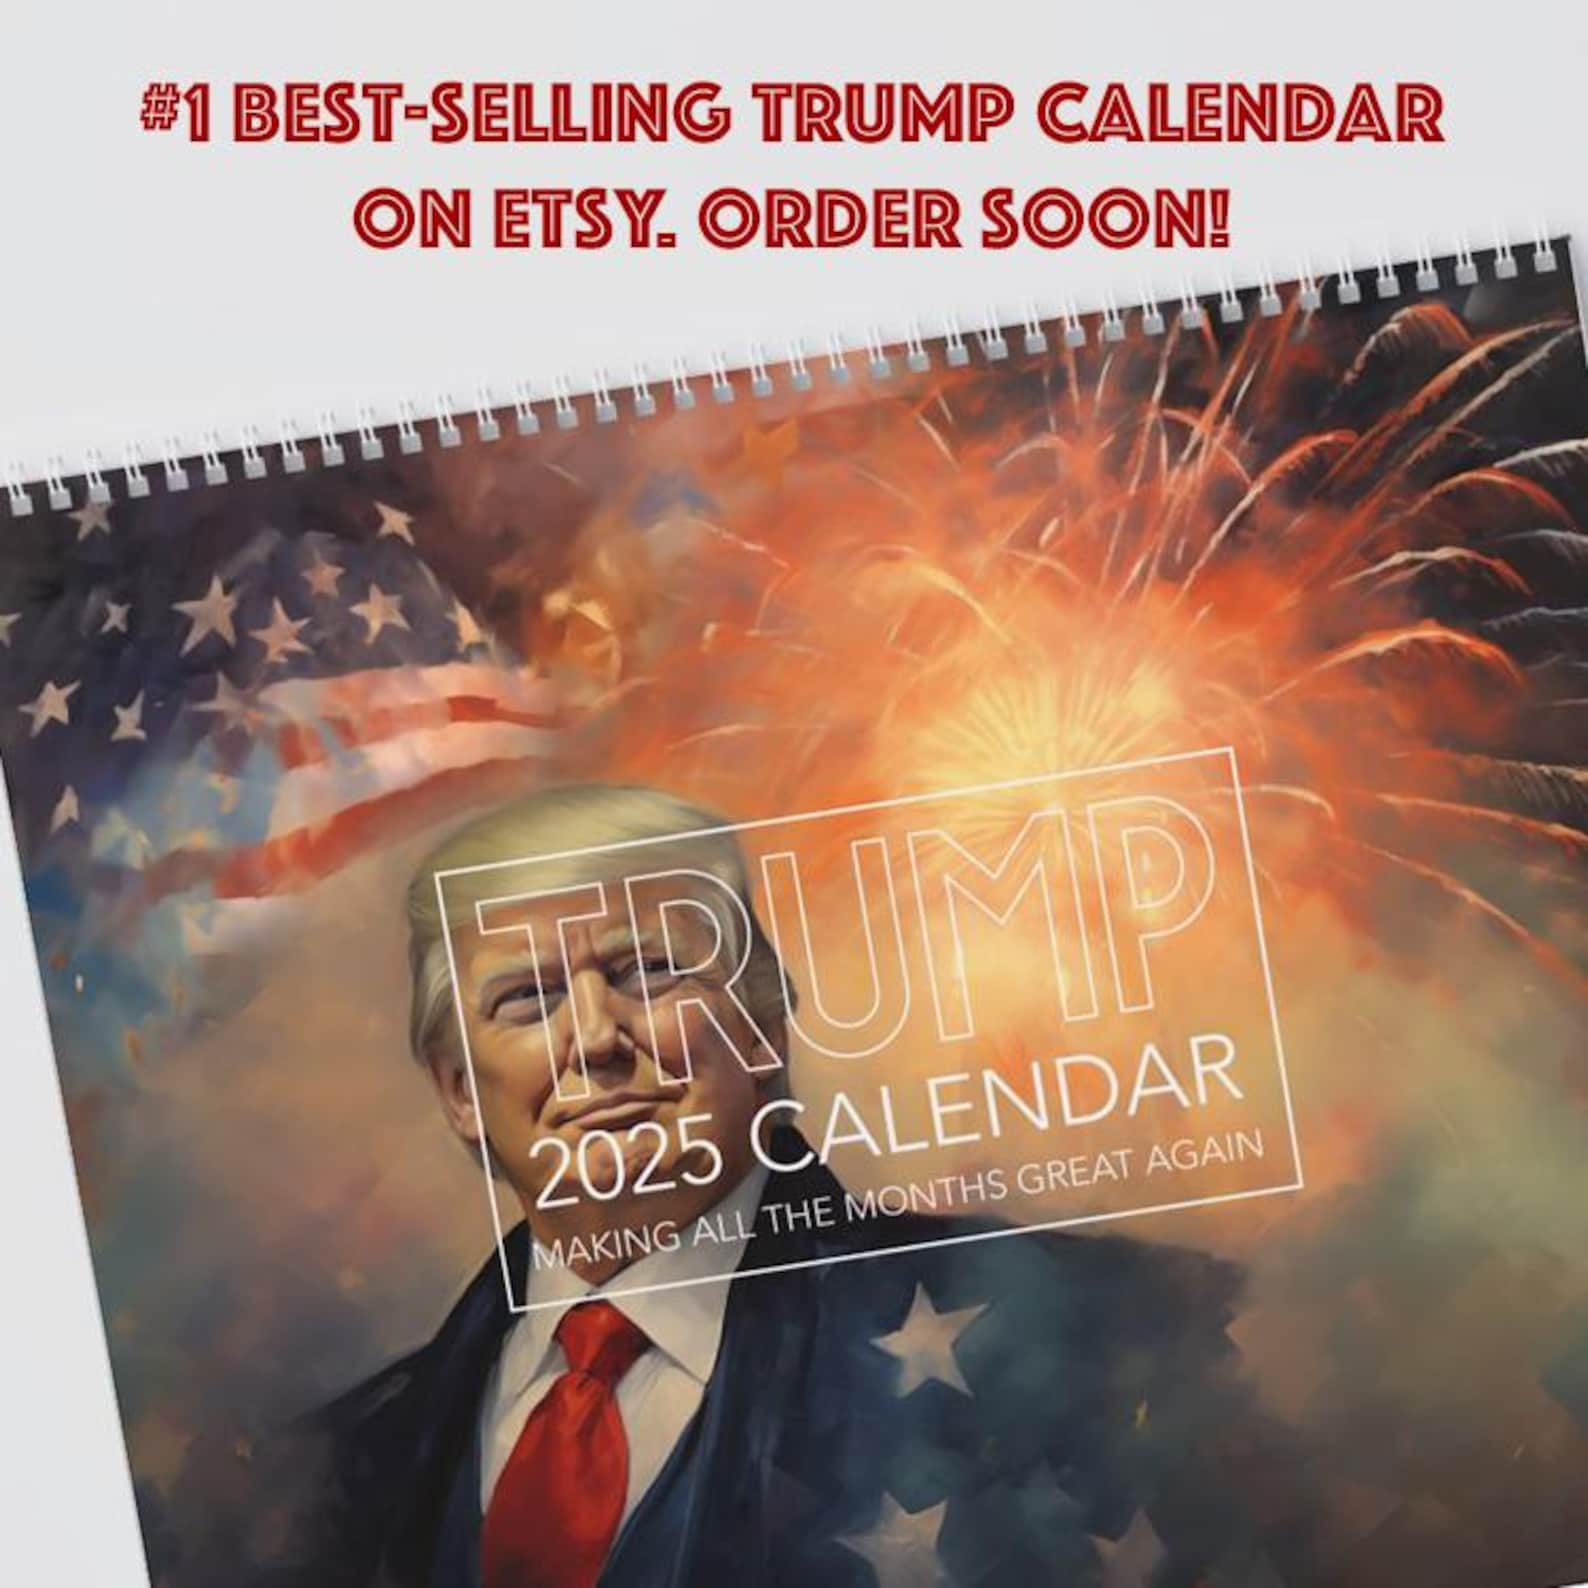 #1 BEST-SELLING TRUMP CALENDAR
ON ETSY. ORDER SOON!
TRUMP
2025 CALENDAR
MAKING ALL THE MONTHS GREAT AGAIN